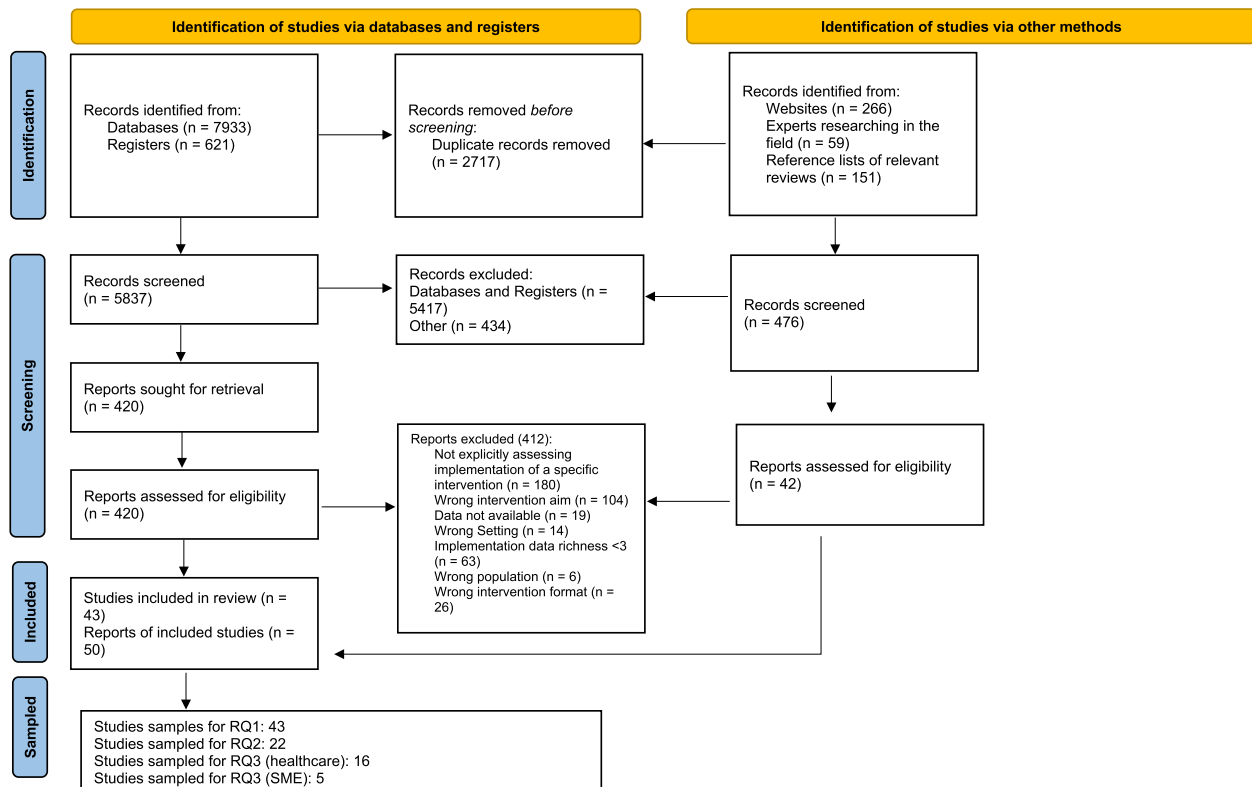 Identification of studies via databases and registers
Identification of studies via other methods
Identification
Records identified from:
Databases (n = 7933)
Registers (n = 621)
Records removed before
screening:
Duplicate records removed
(n = 2717)
Records identified from:
Websites (n = 266)
Experts researching in the
field (n = 59)
Reference lists of relevant
reviews (n = 151)
Screening
Records screened
(n = 5837)
Records excluded:
Databases and Registers (n =
5417)
Other (n = 434)
Records screened
(n = 476)
Reports sought for retrieval
(n = 420)
Reports assessed for eligibility
(n = 420)
Reports excluded (412):
Not explicitly assessing
implementation of a specific
intervention (n = 180)
Wrong intervention aim (n = 104)
Data not available (n = 19)
Wrong Setting (n = 14)
Implementation data richness <3
(n = 63)
Wrong population (n = 6)
Wrong intervention format (n =
26)
Reports assessed for eligibility
(n = 42)
Included
Studies included in review (n =
43)
Reports of included studies (n =
50)
Sampled
Studies samples for RQ1: 43
Studies sampled for RQ2: 22
Studies sampled for RQ3 (healthcare): 16
Studies sampled for RQ3 (SME): 5